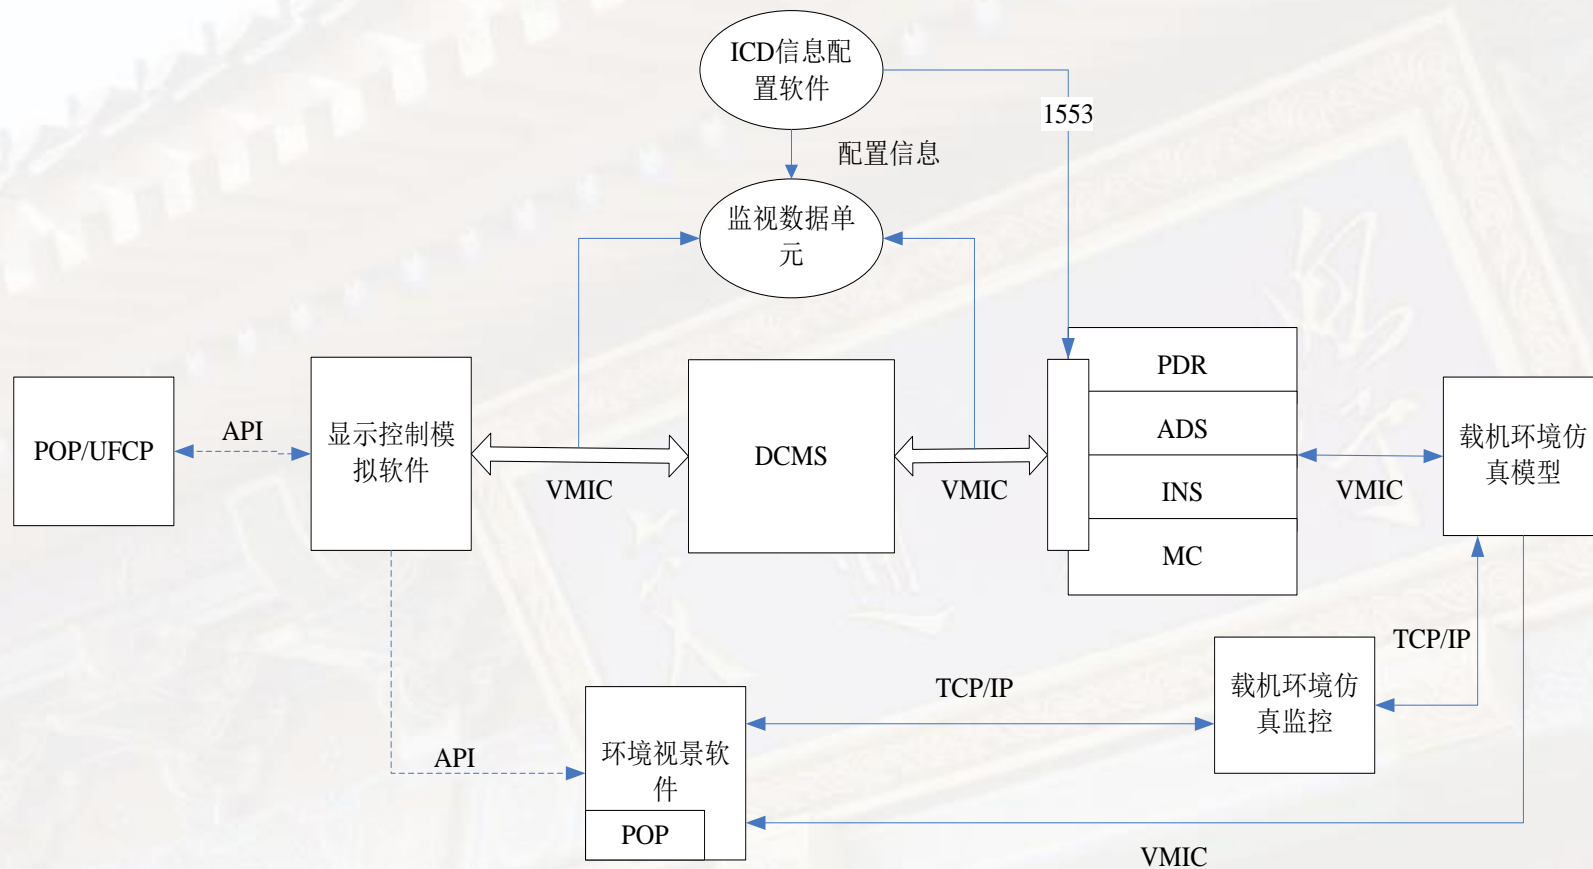 ICD信息配
置软件
1553
配置信息
监视数据单
元
POP/UFCP
API
显示控制模
拟软件
VMIC
DCMS
VMIC
PDR
ADS
INS
MC
VMIC
载机环境仿
真模型
TCP/IP
载机环境仿
真监控
TCP/IP
API
环境视景软
件
POP
VMIC